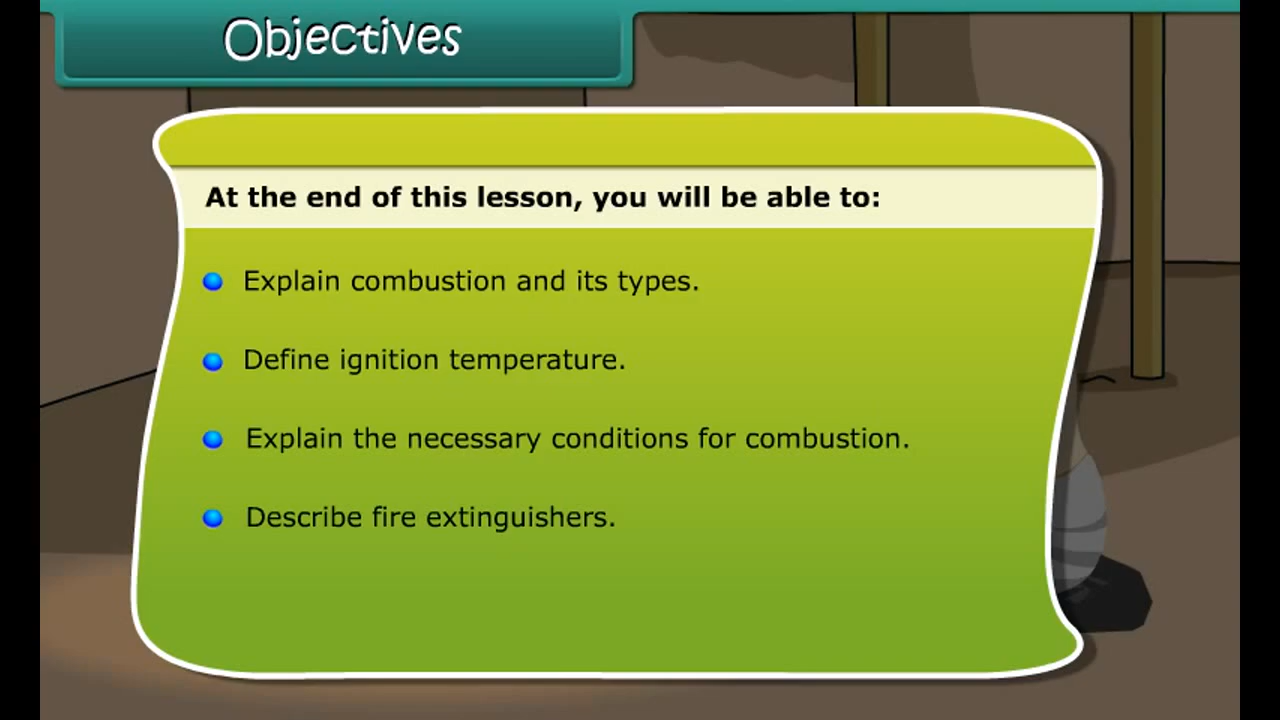 Objectives
At the end of this lesson, you will be able to:
Explain combustion and its types.
Define ignition temperature.
Explain the necessary conditions for combustion.
Describe fire extinguishers.